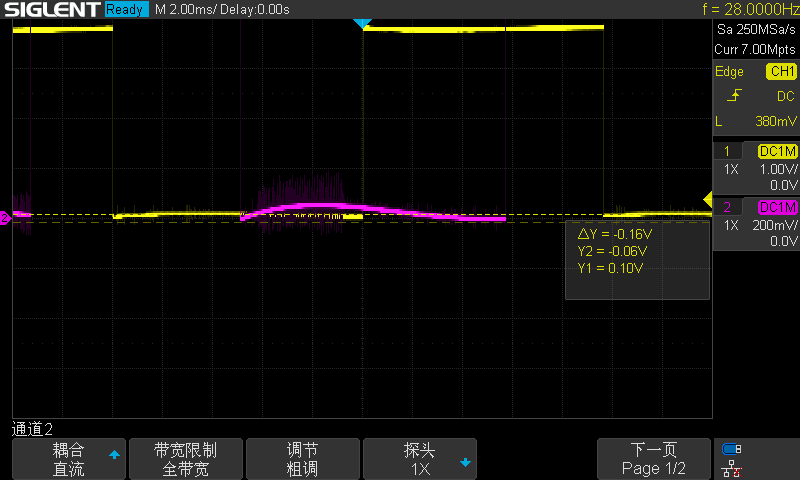 SIGLENT Ready M 2.00ms/ Delay:0.00s f = 28.0000Hz
Sa 250MSa/s
Curr 7.00Mpts
Edge CH1
DC
L 380mV
1 DC1M
1X 1.00V/
0.0V
2 DC1M
1X 200mV/
0.0V
2
△Y = -0.16V
Y2 = -0.06V
Y1 = 0.10V
通道2
耦合 带宽限制 调节 探头 下一页
直流 全带宽 粗调 1X Page 1/2